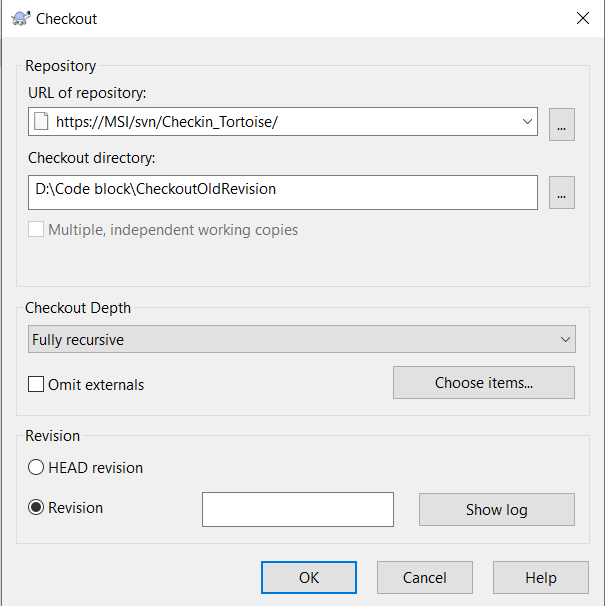 Checkout
Repository
URL of repository:
https://MSI/svn/Checkin_Tortoise/
...
Checkout directory:
D:\Code block\CheckoutOldRevision
...
Multiple, independent working copies
Checkout Depth
Fully recursive
Omit externals
Choose items...
Revision
HEAD revision
Revision
Show log
OK
Cancel
Help